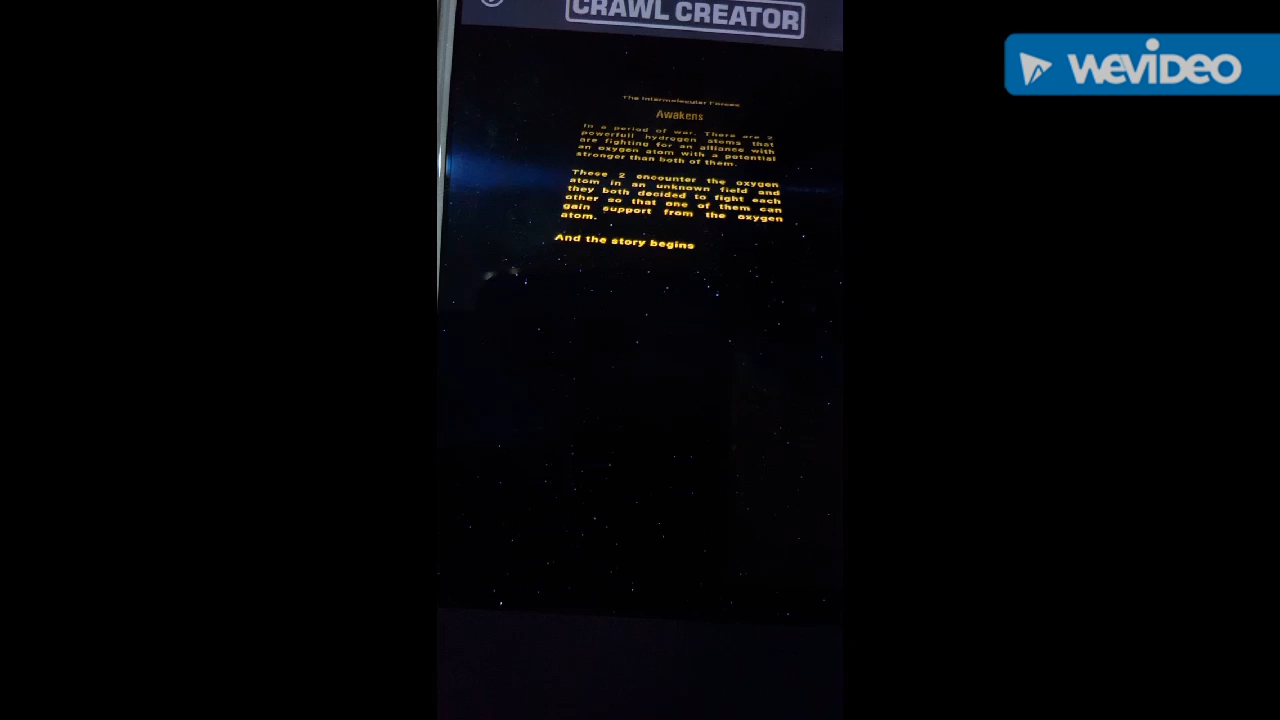 CRAWL CREATOR
WEVIDEO
The Intermolecular Forces
Awakens
In a period of war. There are 2
powerfull hydrogen atoms that
are fighting for an alliance with
an oxygen atom with a potential
stronger than both of them.
These 2 encounter the oxygen
atom in an unknown field and
they both decided to fight each
other so that one of them can
gain support from the oxygen
atom.
And the story begins